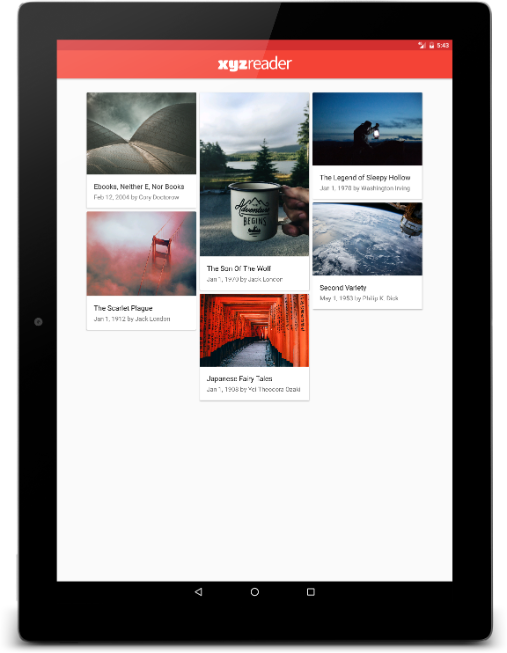 5:43
xyzreader
Ebooks, Neither E, Nor Books
Feb 12, 2004 by Cory Doctorow
The Scarlet Plague
Jan 1, 1912 by Jack London
Adventure
BEGINS
The Son Of The Wolf
Jan 1, 1970 by Jack London
Japanese Fairy Tales
Jan 1, 1908 by Yei Theodora Ozaki
The Legend of Sleepy Hollow
Jan 1, 1970 by Washington Irving
Second Variety
May 1, 1953 by Philip K. Dick